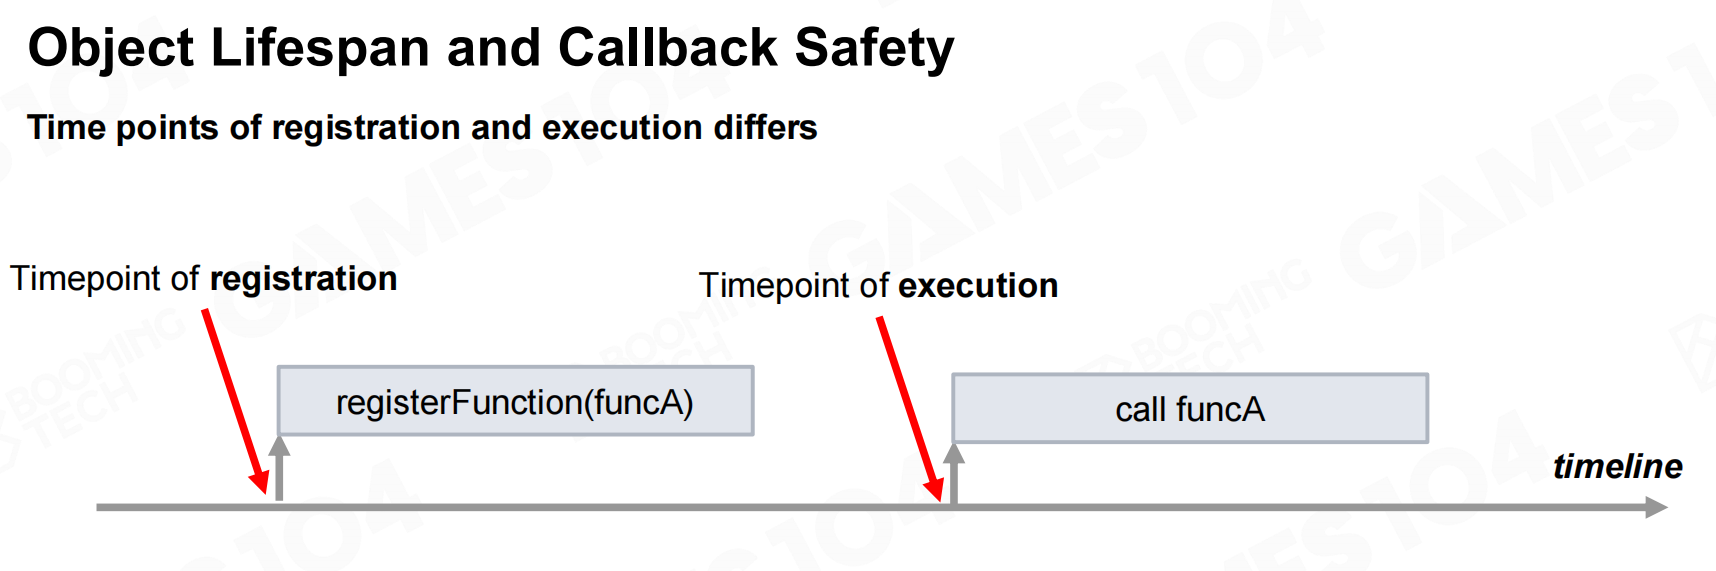 Object Lifespan and Callback Safety
Time points of registration and execution differs
Timepoint of registration
Timepoint of execution
registerFunction(funcA)
call funcA
timeline
GAMES104
BOOMING
TECH